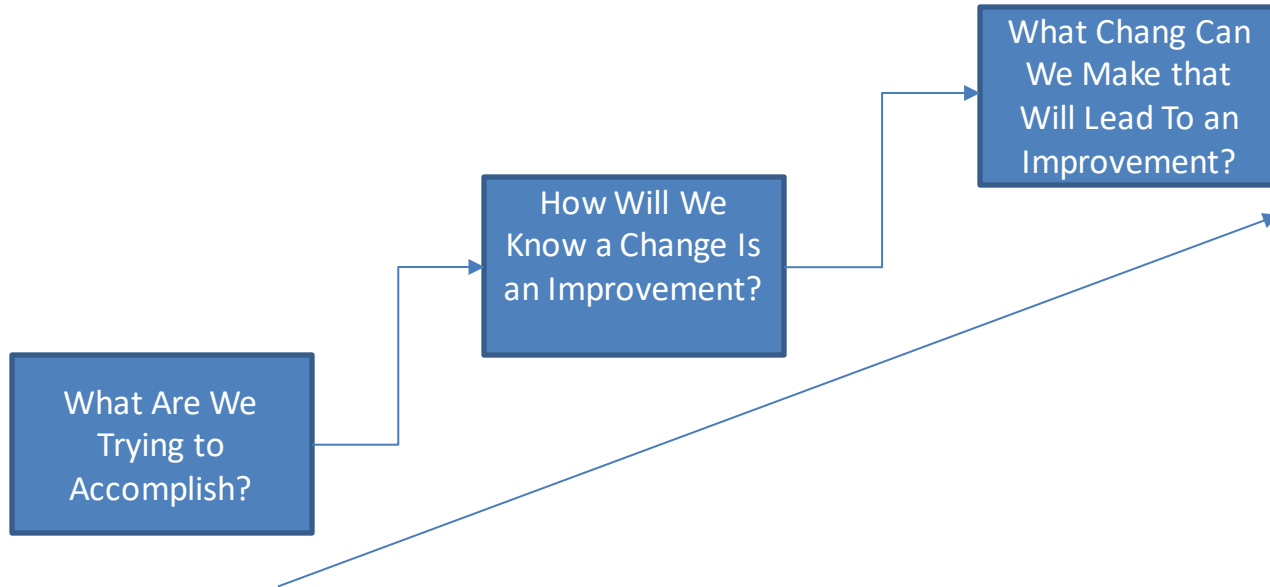 What Are We
Trying to
Accomplish?
How Will We
Know a Change Is
an Improvement?
What Chang Can
We Make that
Will Lead To an
Improvement?